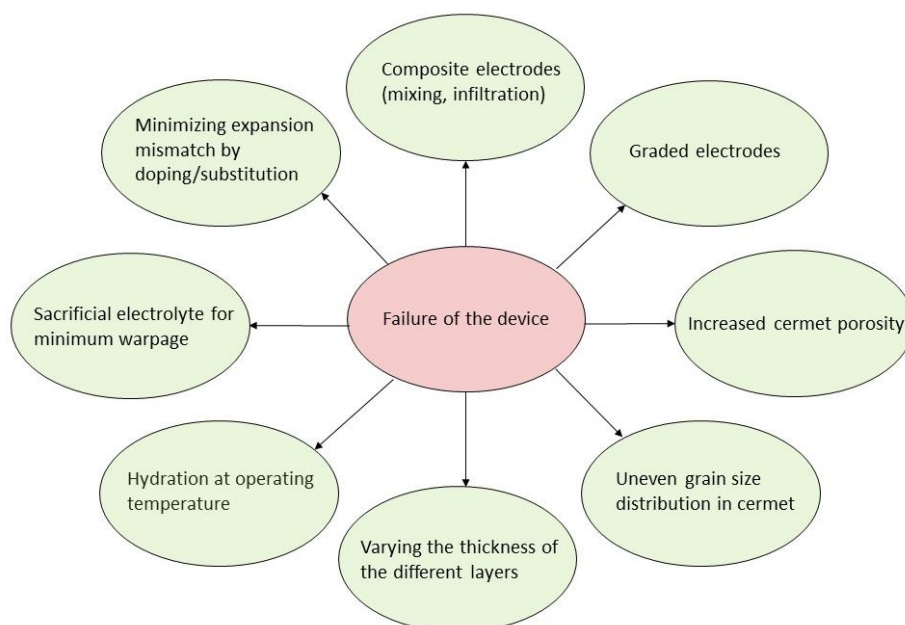 Composite electrodes
(mixing, infiltration)
Minimizing expansion
mismatch by
doping/substitution
Graded electrodes
Sacrificial electrolyte for
minimum warpage
Failure of the device
Increased cermet porosity
Hydration at operating
temperature
Uneven grain size
distribution in cermet
Varying the thickness of
the different layers